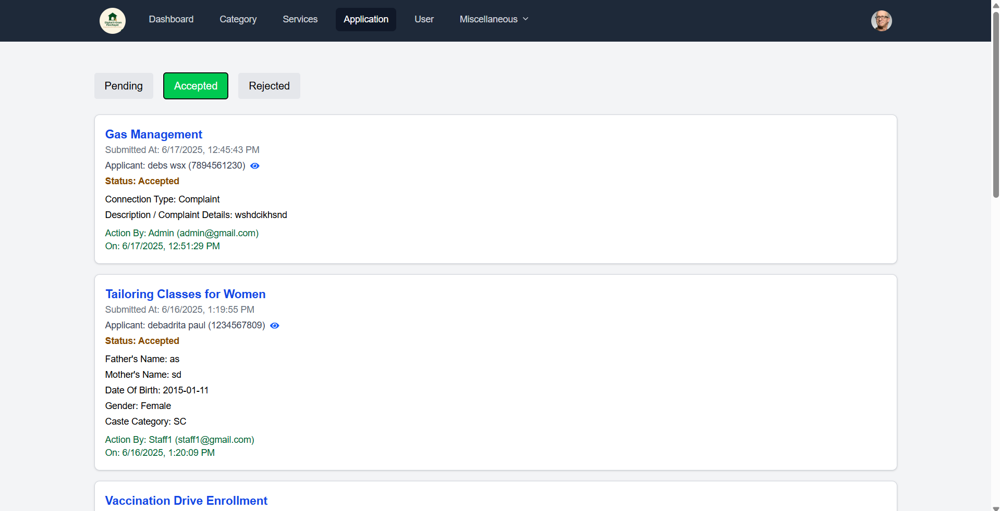 Digital E-Gram
Panchayat
Dashboard
Category
Services
Application
User
Miscellaneous
Pending
Accepted
Rejected
Gas Management
Submitted At: 6/17/2025, 12:45:43 PM
Applicant: debs wsx (7894561230)
Status: Accepted
Connection Type: Complaint
Description / Complaint Details: wshdcikhsnd
Action By: Admin (admin@gmail.com)
On: 6/17/2025, 12:51:29 PM
Tailoring Classes for Women
Submitted At: 6/16/2025, 1:19:55 PM
Applicant: debadrita paul (1234567809)
Status: Accepted
Father's Name: as
Mother's Name: sd
Date Of Birth: 2015-01-11
Gender: Female
Caste Category: SC
Action By: Staff1 (staff1@gmail.com)
On: 6/16/2025, 1:20:09 PM
Vaccination Drive Enrollment